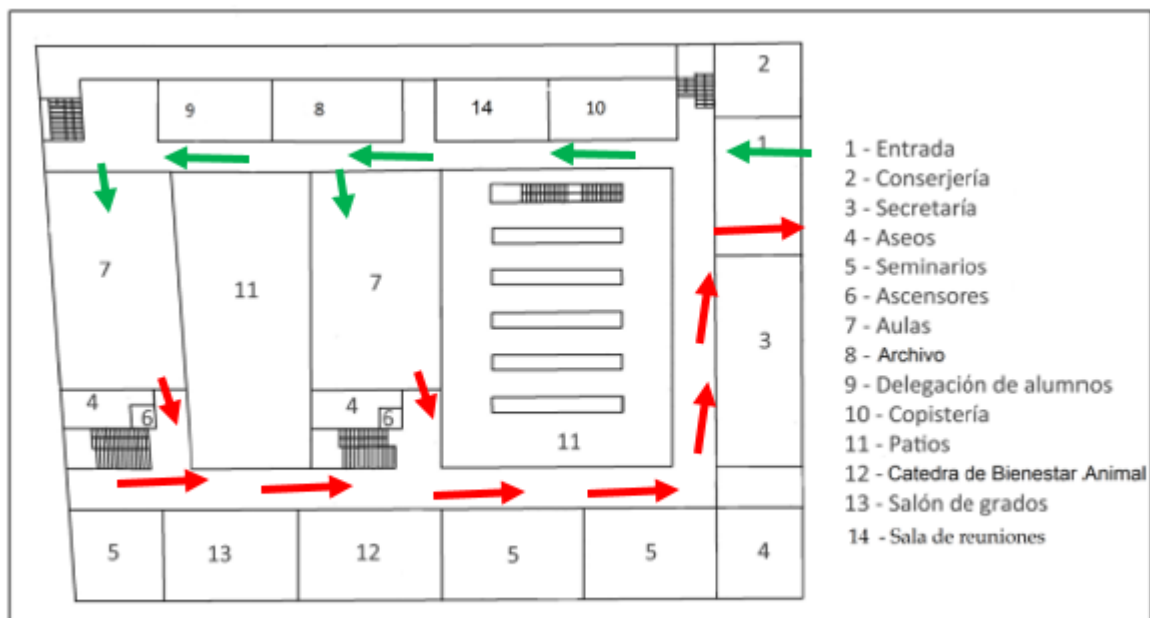 2
9
8
14
10
1
7
11
7
3
4
6
4
6
11
5
13
12
5
5
4
1 - Entrada
2 - Conserjería
3 - Secretaría
4 - Aseos
5 - Seminarios
6 - Ascensores
7 - Aulas
8 - Archivo
9 - Delegación de alumnos
10 - Copistería
11 - Patios
12 - Catedra de Bienestar Animal
13 - Salón de grados
14 - Sala de reuniones